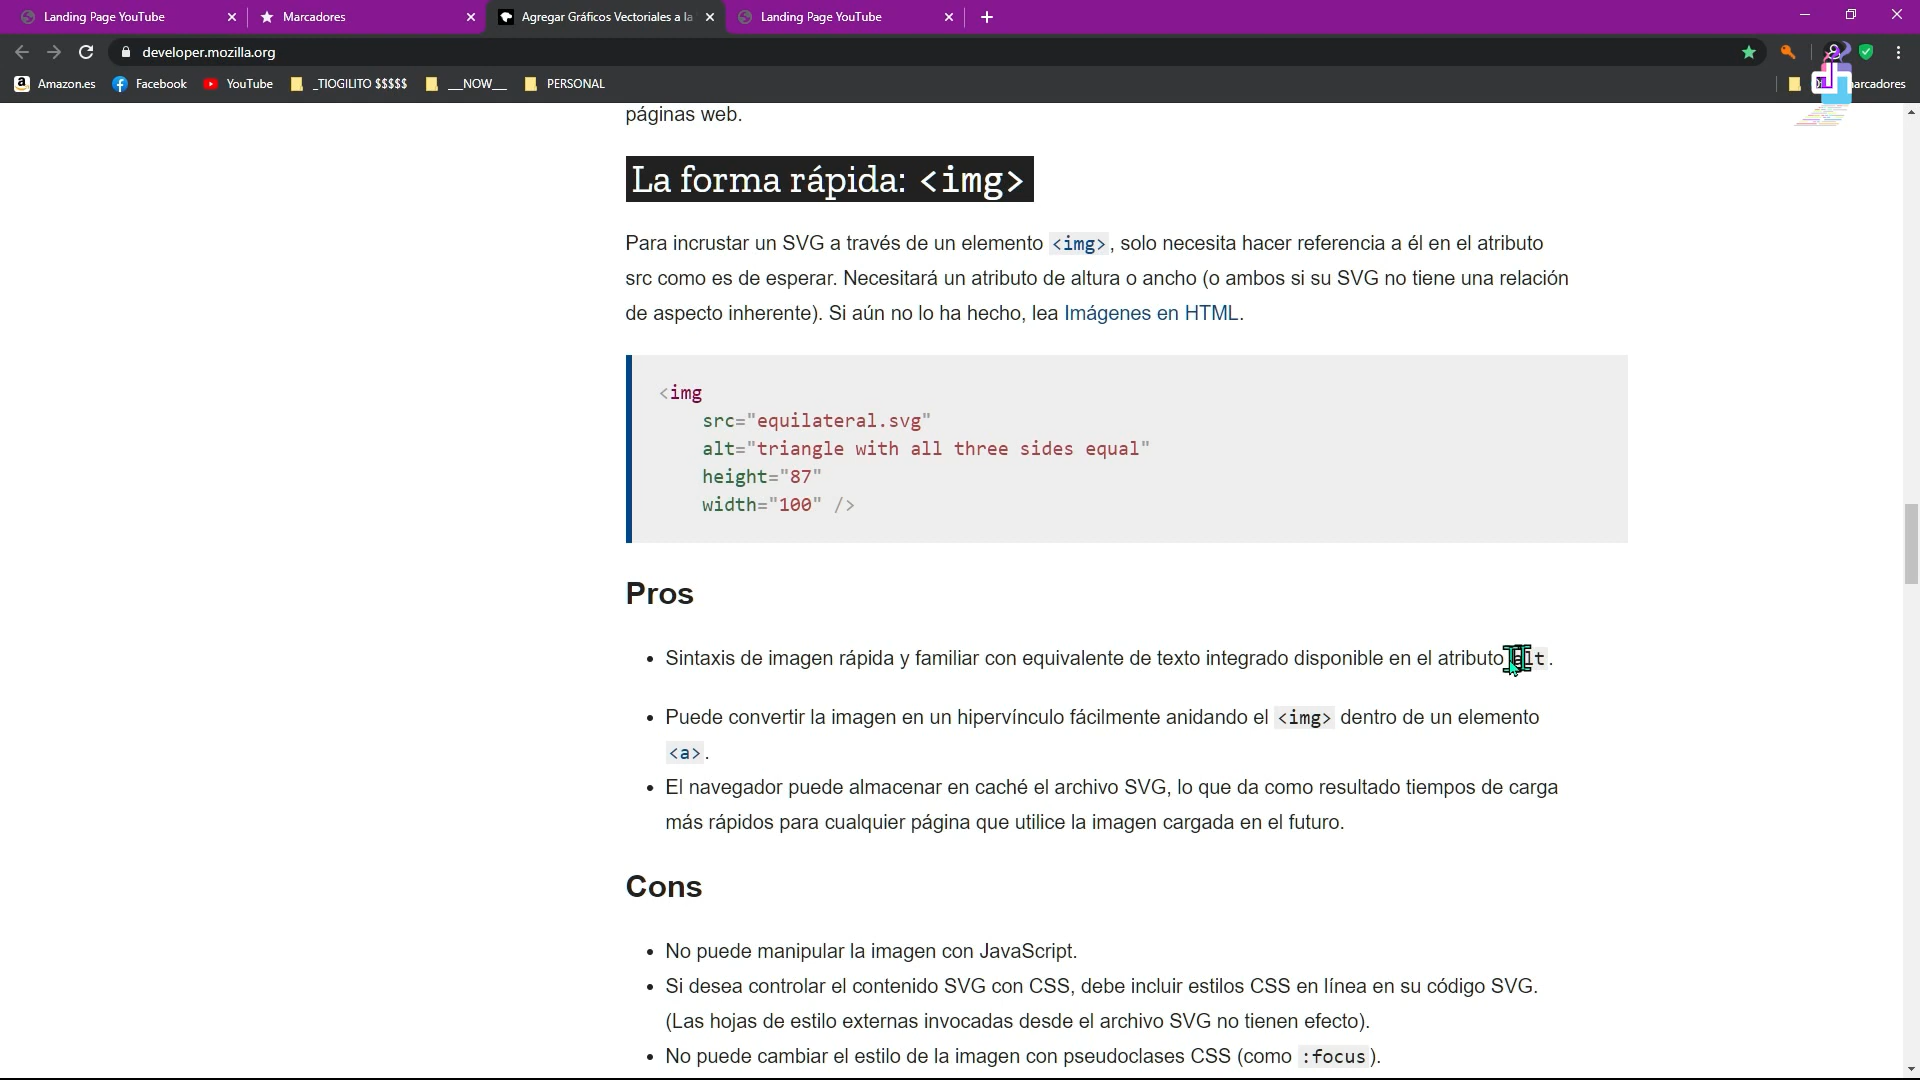 Landing Page YouTube
Marcadores
Agregar Gráficos Vectoriales a la
Landing Page YouTube
developer.mozilla.org
Amazon.es
Facebook
YouTube
_TIOGILITO $$$$$
__NOW__
PERSONAL
marcadores
páginas web.
La forma rápida: <img>
Para incrustar un SVG a través de un elemento <img>, solo necesita hacer referencia a él en el atributo
src como es de esperar. Necesitará un atributo de altura o ancho (o ambos si su SVG no tiene una relación
de aspecto inherente). Si aún no lo ha hecho, lea Imágenes en HTML.
<img
src="equilateral.svg"
alt="triangle with all three sides equal"
height="87"
width="100" />
Pros
• Sintaxis de imagen rápida y familiar con equivalente de texto integrado disponible en el atributo alt.
• Puede convertir la imagen en un hipervínculo fácilmente anidando el <img> dentro de un elemento
<a>.
• El navegador puede almacenar en caché el archivo SVG, lo que da como resultado tiempos de carga
más rápidos para cualquier página que utilice la imagen cargada en el futuro.
Cons
• No puede manipular la imagen con JavaScript.
• Si desea controlar el contenido SVG con CSS, debe incluir estilos CSS en línea en su código SVG.
(Las hojas de estilo externas invocadas desde el archivo SVG no tienen efecto).
• No puede cambiar el estilo de la imagen con pseudoclases CSS (como :focus).